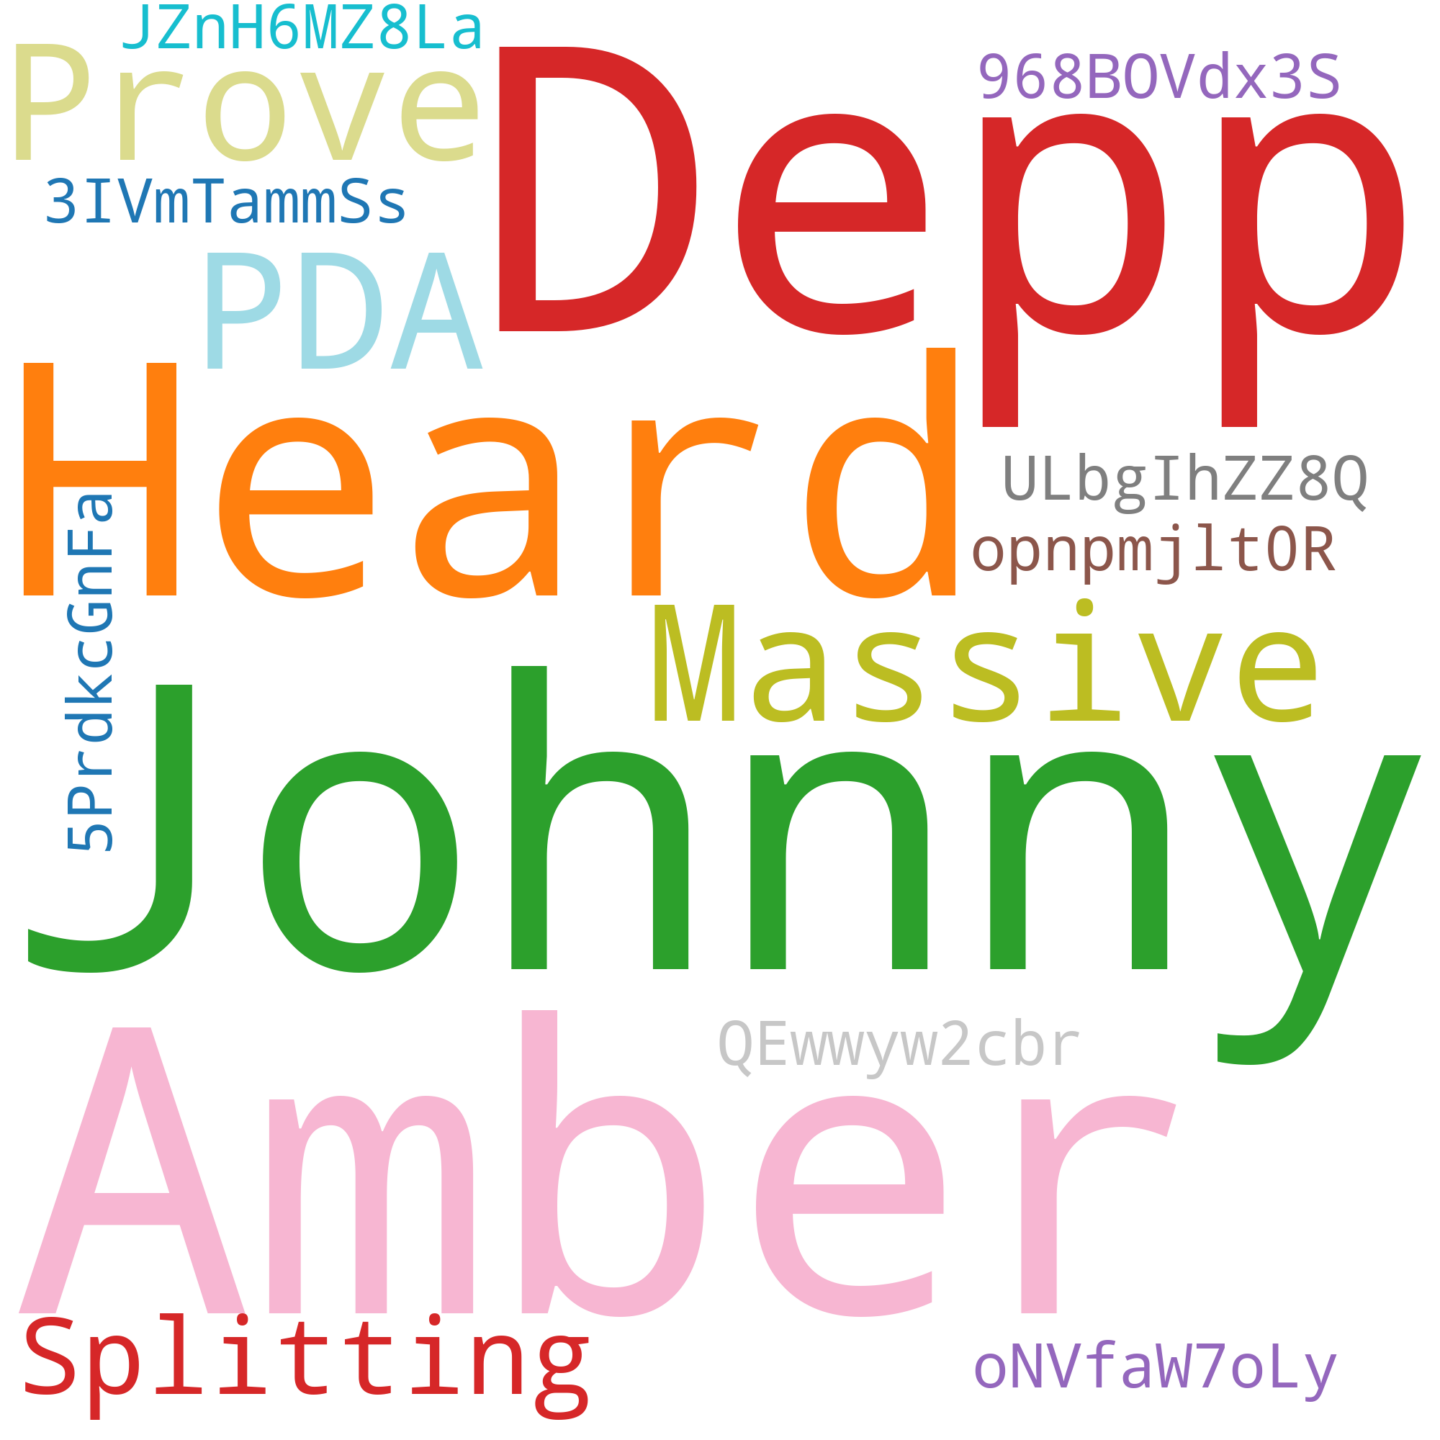 JZnH6MZ8La
Prove
Depp
968BOVdx3S
3IVmTammSs
PDA
Heard
ULbgIhZZ8Q
opnpmjlt0R
5PrdkcGnFa
Massive
Johnny
QEwwyw2cbr
Amber
Splitting
oNVfaW7oLy